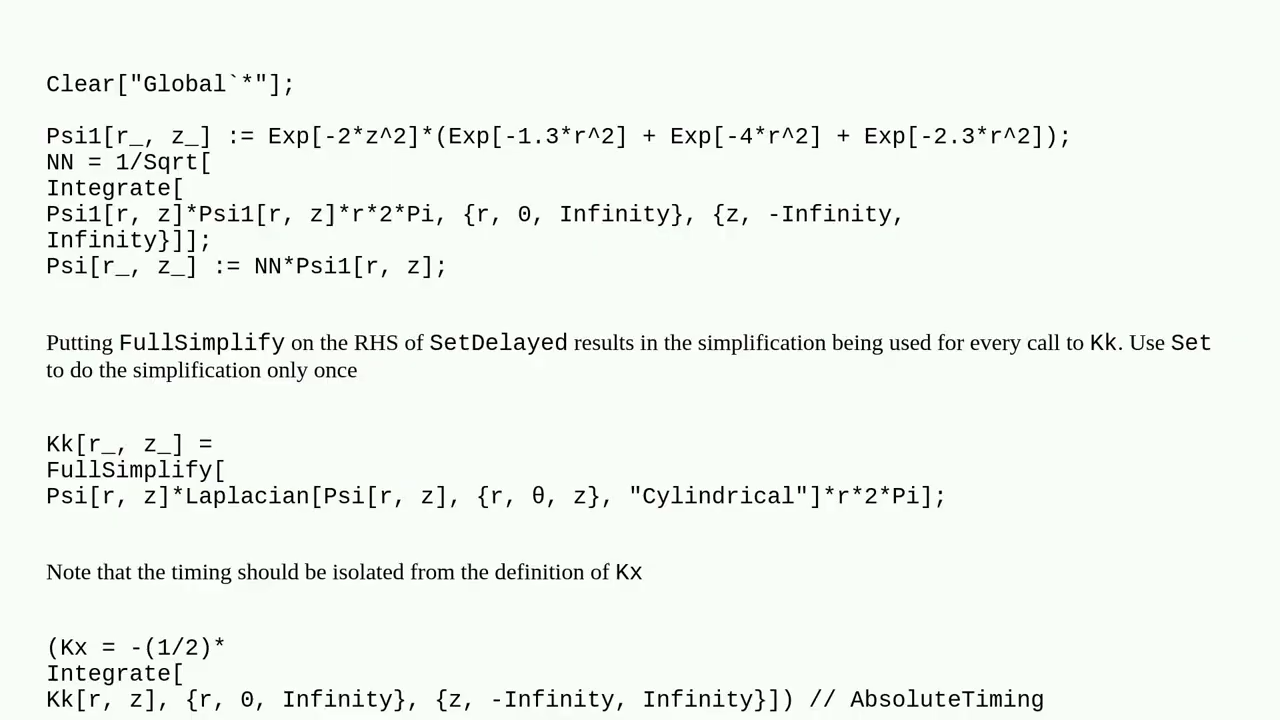 Clear["Global`*"];
Psi1[r_, z_] := Exp[-2*z^2]*(Exp[-1.3*r^2] + Exp[-4*r^2] + Exp[-2.3*r^2]);
NN = 1/Sqrt[
Integrate[
Psi1[r, z]*Psi1[r, z]*r*2*Pi, {r, 0, Infinity}, {z, -Infinity,
Infinity}]];
Psi[r_, z_] := NN*Psi1[r, z];
Putting FullSimplify on the RHS of SetDelayed results in the simplification being used for every call to Kk. Use Set
to do the simplification only once
Kk[r_, z_] =
FullSimplify[
Psi[r, z]*Laplacian[Psi[r, z], {r, θ, z}, "Cylindrical"]*r*2*Pi];
Note that the timing should be isolated from the definition of Kx
(Kx = -(1/2)*
Integrate[
Kk[r, z], {r, 0, Infinity}, {z, -Infinity, Infinity}]) // AbsoluteTiming